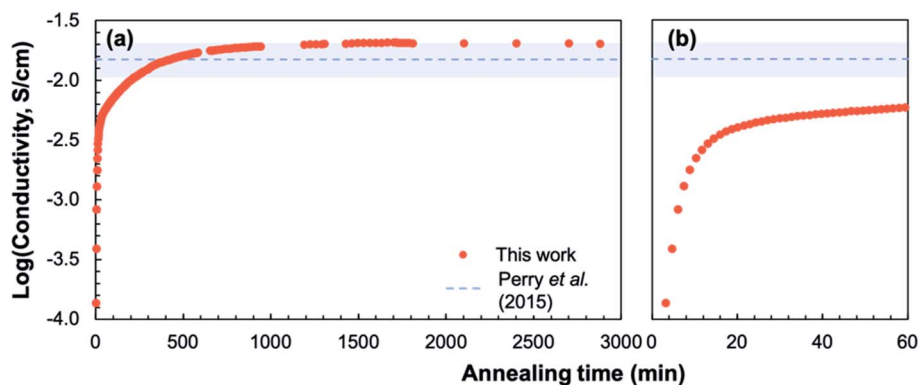 (a)
(b)
Log(Conductivity, S/cm)
-1.5
-2.0
-2.5
-3.0
-3.5
-4.0
This work
Perry et al.
(2015)
0 500 1000 1500 2000 2500 3000
0 20 40 60
Annealing time (min)